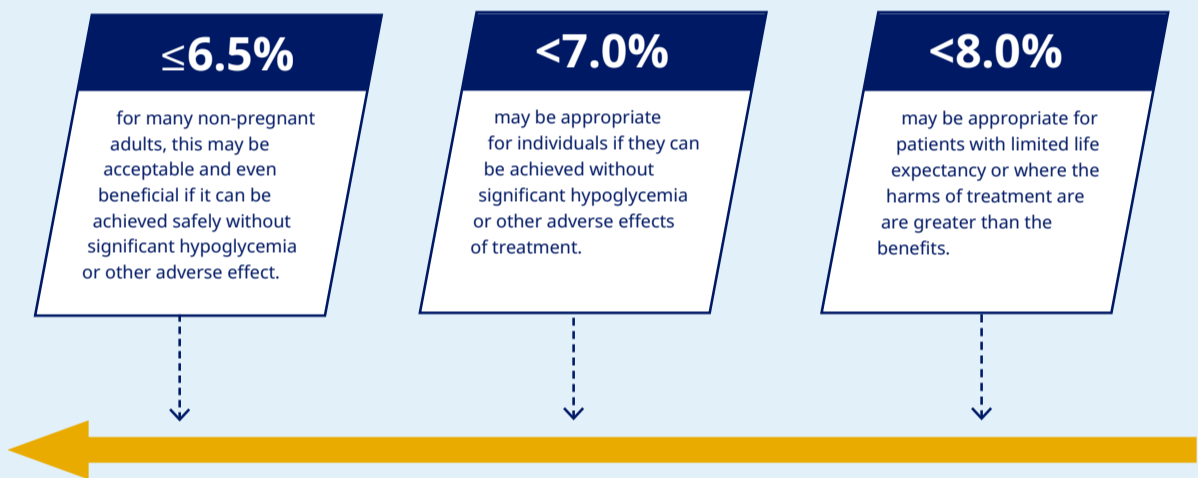 ≤6.5%
for many non-pregnant
adults, this may be
acceptable and even
beneficial if it can be
achieved safely without
significant hypoglycemia
or other adverse effect.
<7.0%
may be appropriate
for individuals if they can
be achieved without
significant hypoglycemia
or other adverse effects
of treatment.
<8.0%
may be appropriate for
patients with limited life
expectancy or where the
harms of treatment are
are greater than the
benefits.